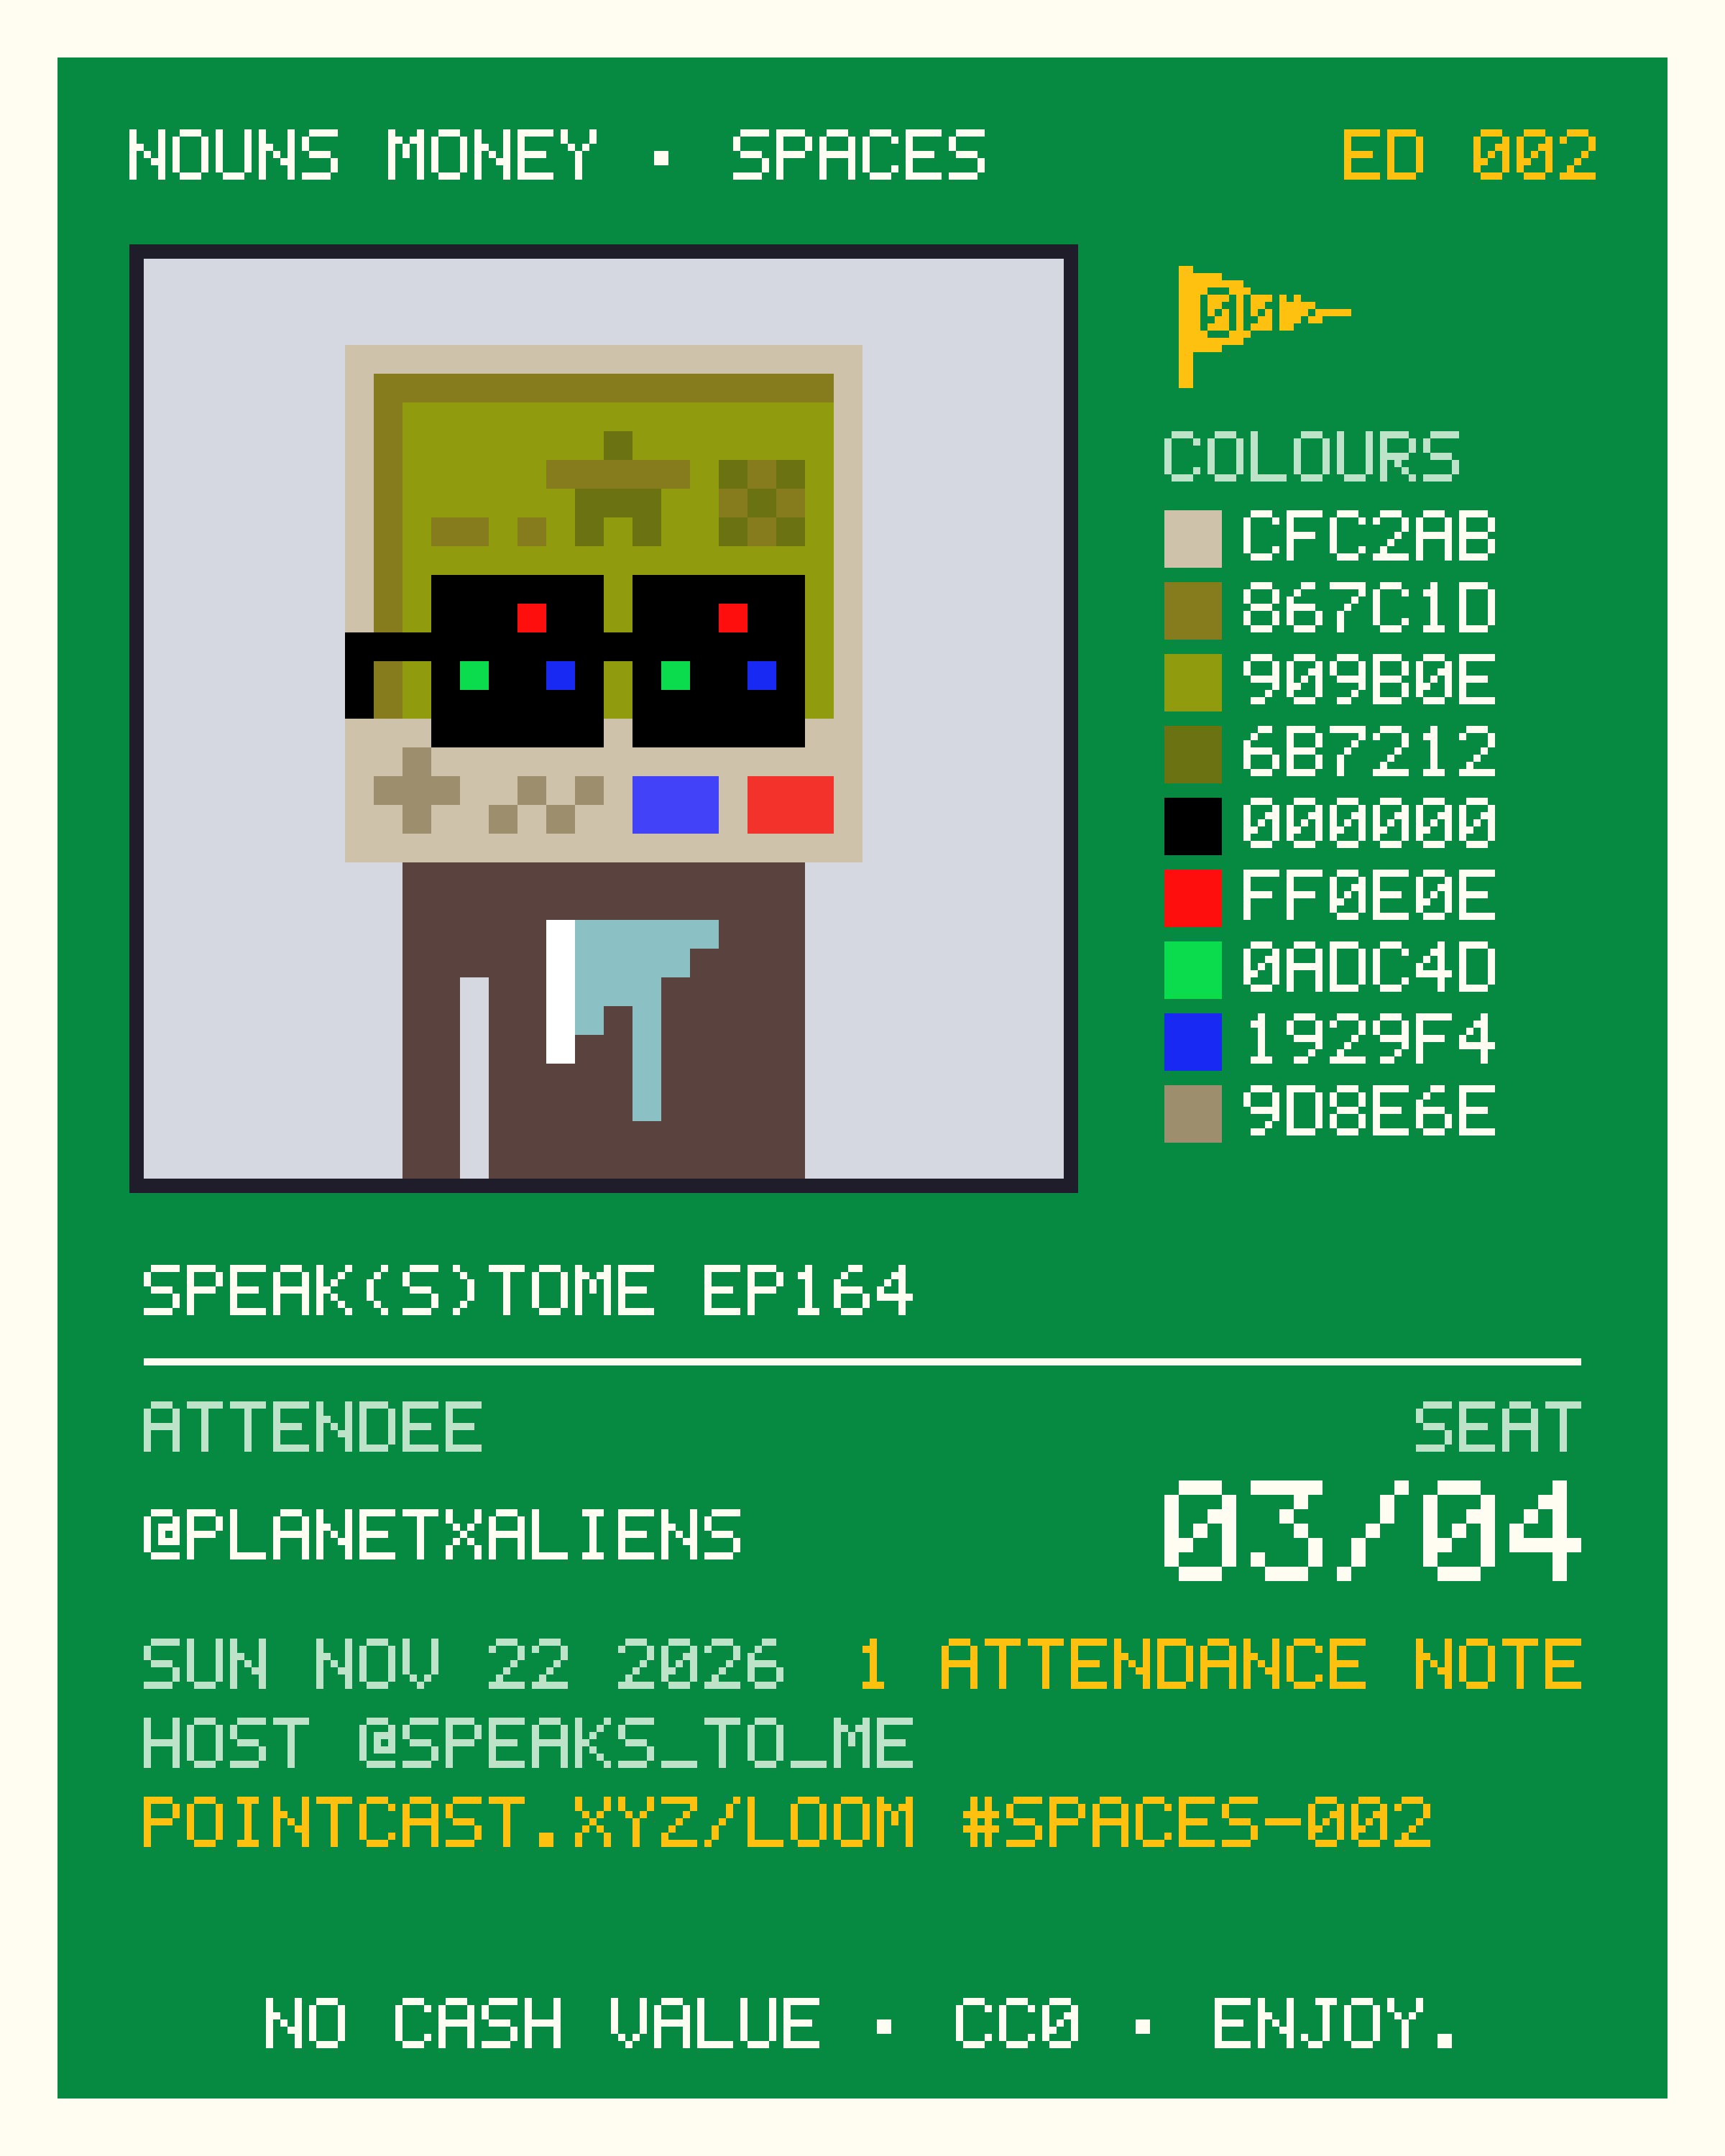 NOUNS MONEY · SPACES
ED 002
COLOURS
CFC2AB
867C1D
909B0E
6B7212
000000
FF0E0E
0ADC4D
1929F4
9D8E6E
SPEAK(S)TOME EP164
ATTENDEE
SEAT
@PLANETXALIENS
03/04
SUN NOV 22 2026
1 ATTENDANCE NOTE
HOST @SPEAKS_TO_ME
POINTCAST.XYZ/LOOM #SPACES-002
NO CASH VALUE · CC0 · ENJOY.